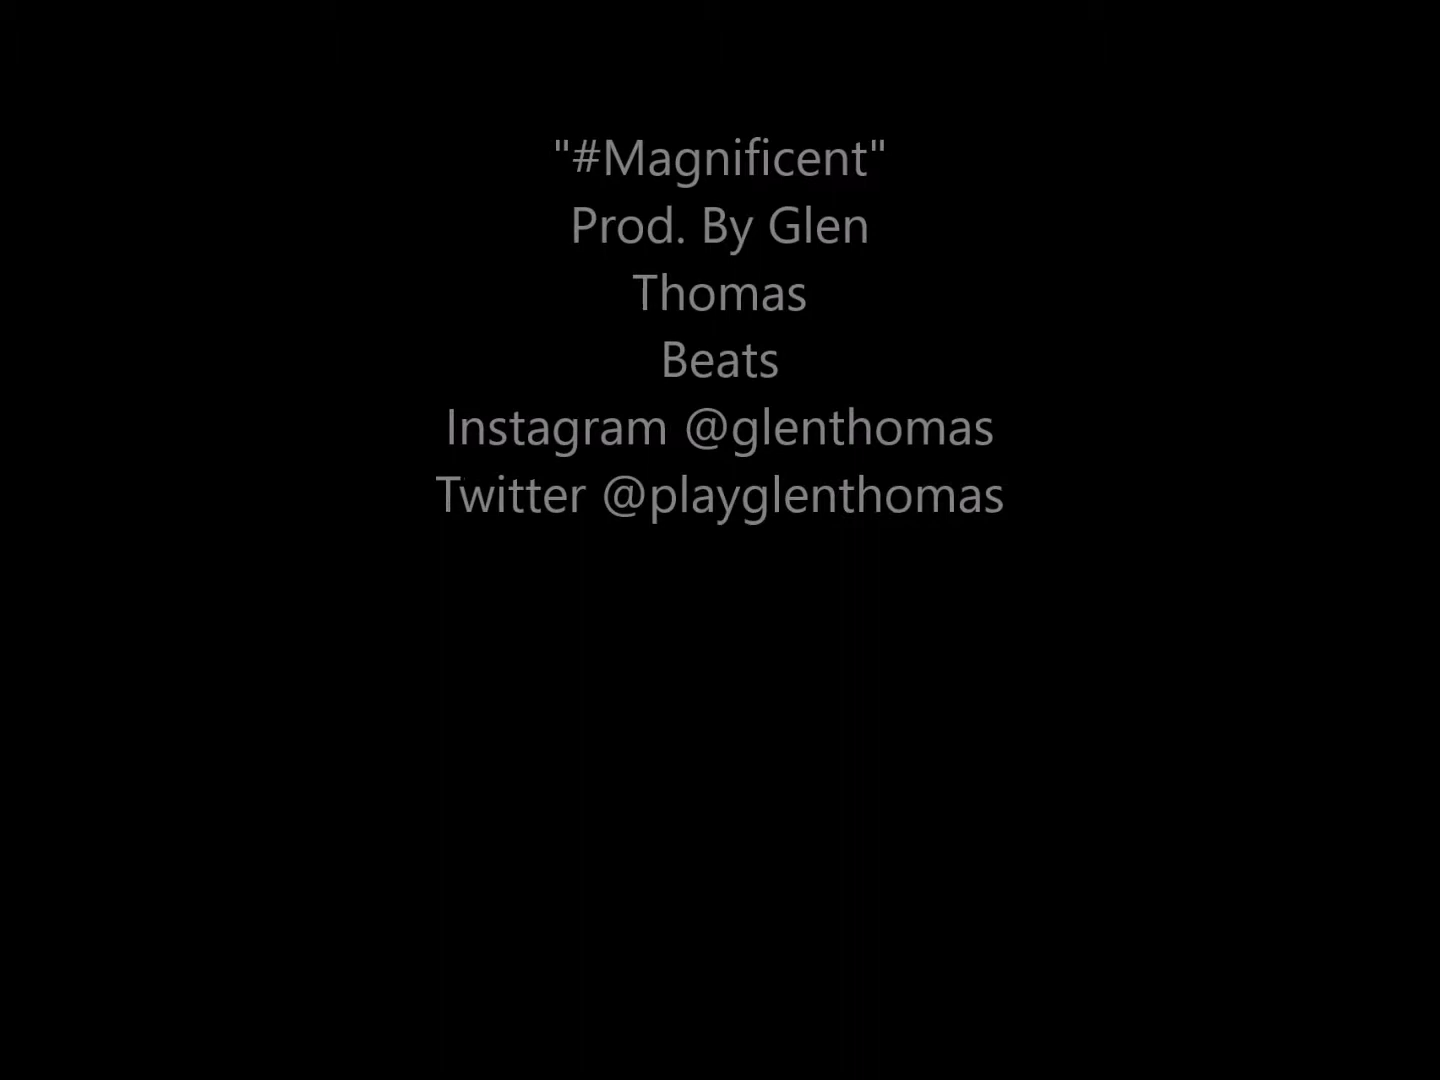 "#Magnificent"
Prod. By Glen
Thomas
Beats
Instagram @glenthomas
Twitter @playglenthomas